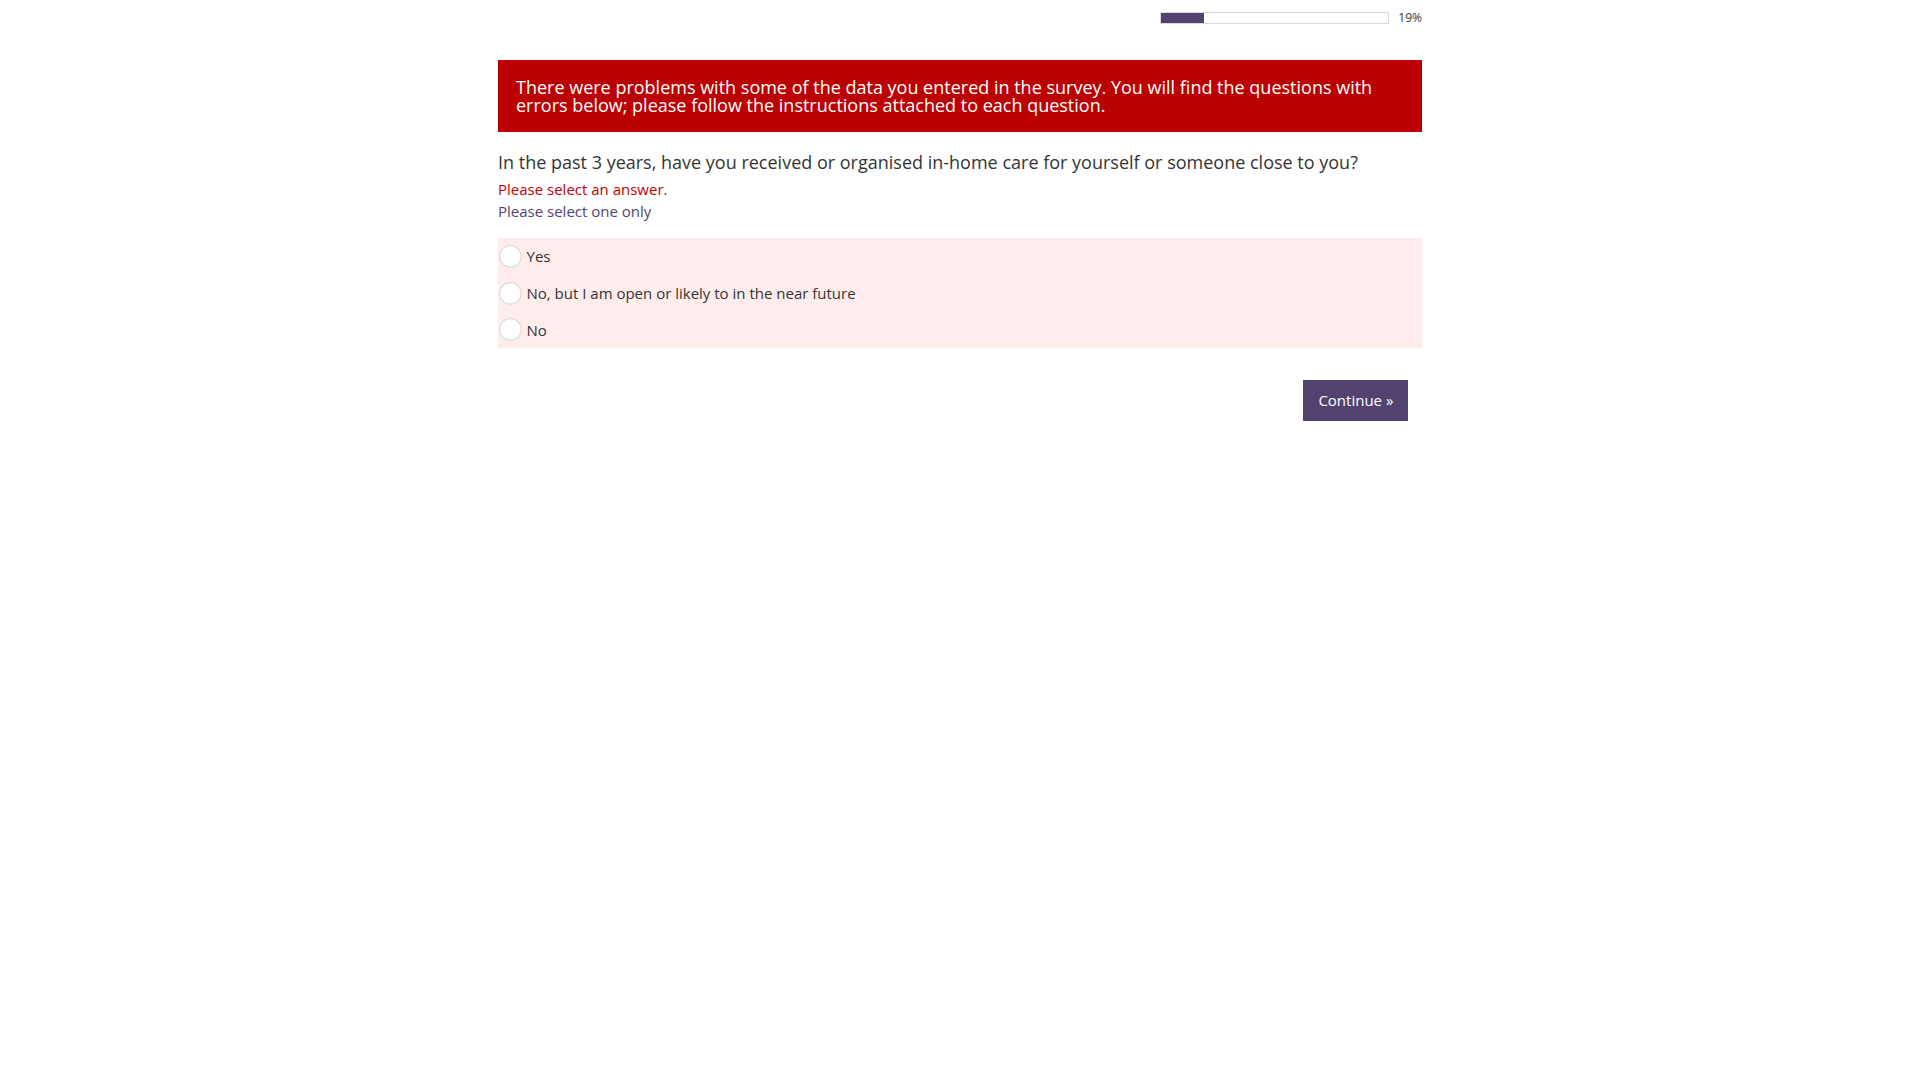 19%
There were problems with some of the data you entered in the survey. You will find the questions with
errors below; please follow the instructions attached to each question.
In the past 3 years, have you received or organised in-home care for yourself or someone close to you?
Please select an answer.
Please select one only
Yes
No, but I am open or likely to in the near future
No
Continue »